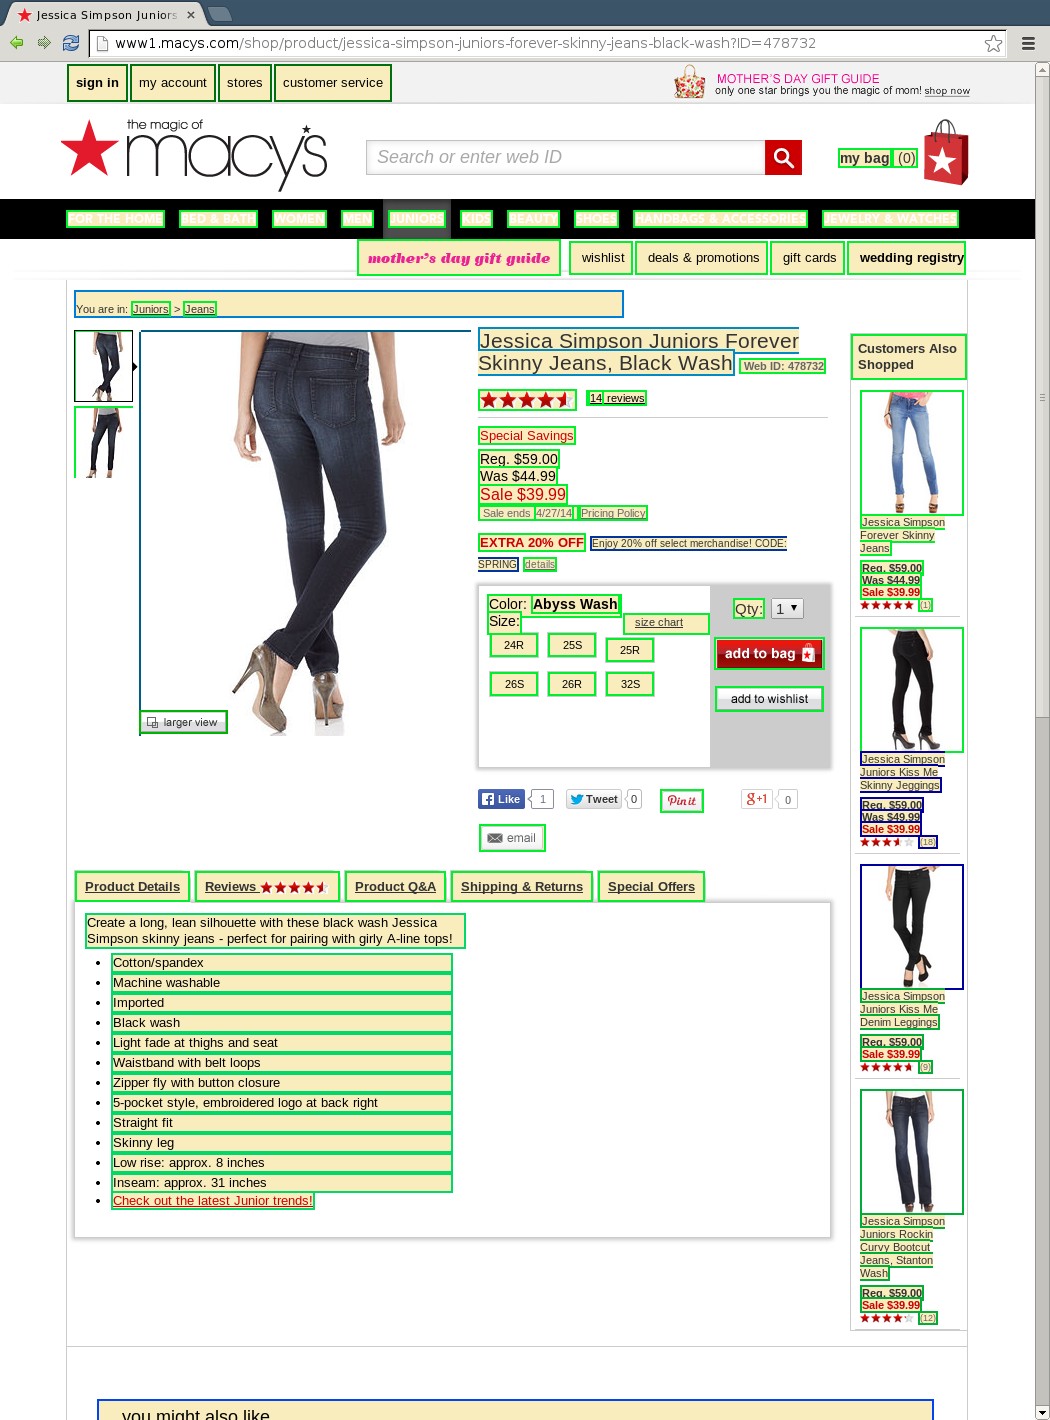 Jessica Simpson Juniors
www1.macys.com/shop/product/jessica-simpson-juniors-forever-skinny-jeans-black-wash?ID=478732
sign in my account stores customer service
MOTHER'S DAY GIFT GUIDE
only one star brings you the magic of mom! shop now
the magic of
macy's
Search or enter web ID
my bag (0)
FOR THE HOME BED & BATH WOMEN MEN JUNIORS KIDS BEAUTY SHOES HANDBAGS & ACCESSORIES JEWELRY & WATCHES
mother's day gift guide wishlist deals & promotions gift cards wedding registry
You are in: Juniors > Jeans
Jessica Simpson Juniors Forever
Skinny Jeans, Black Wash Web ID: 478732
14 reviews
Special Savings
Reg. $59.00
Was $44.99
Sale $39.99
Sale ends 4/27/14 Pricing Policy
EXTRA 20% OFF Enjoy 20% off select merchandise! CODE:
SPRING details
Color: Abyss Wash
Size:
size chart
24R 25S 25R
26S 26R 32S
Qty: 1
add to bag
add to wishlist
larger view
Like 1 Tweet 0 Pin it g+1 0
email
Customers Also
Shopped
Jessica Simpson
Forever Skinny
Jeans
Reg. $59.00
Was $44.99
Sale $39.99
(1)
Jessica Simpson
Juniors Kiss Me
Skinny Jeggings
Reg. $59.00
Was $49.99
Sale $39.99
(18)
Jessica Simpson
Juniors Kiss Me
Denim Leggings
Reg. $59.00
Sale $39.99
(9)
Jessica Simpson
Juniors Rockin
Curvy Bootcut
Jeans, Stanton
Wash
Reg. $59.00
Sale $39.99
(12)
Product Details Reviews Product Q&A Shipping & Returns Special Offers
Create a long, lean silhouette with these black wash Jessica
Simpson skinny jeans - perfect for pairing with girly A-line tops!
Cotton/spandex
Machine washable
Imported
Black wash
Light fade at thighs and seat
Waistband with belt loops
Zipper fly with button closure
5-pocket style, embroidered logo at back right
Straight fit
Skinny leg
Low rise: approx. 8 inches
Inseam: approx. 31 inches
Check out the latest Junior trends!
you might also like